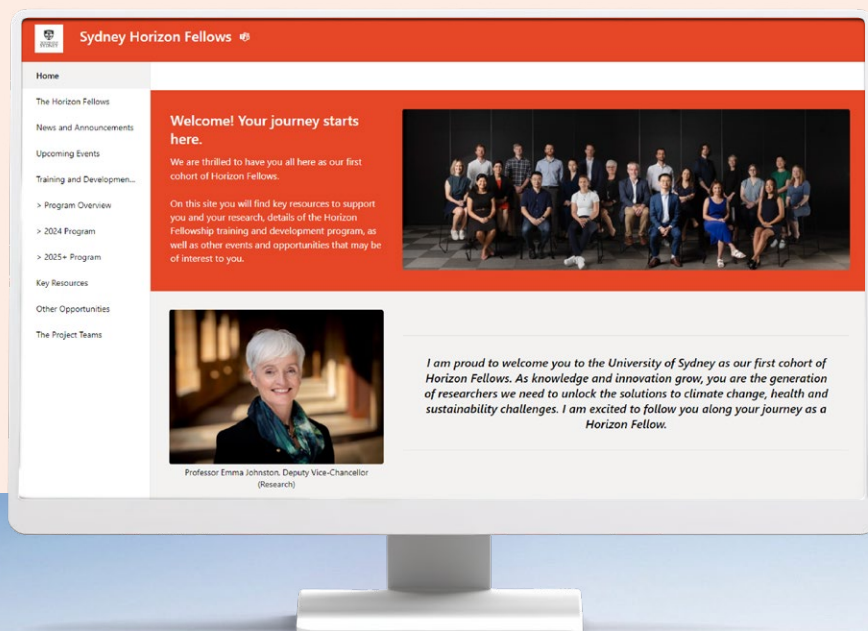 SYDNEY
Sydney Horizon Fellows
Home
The Horizon Fellows
News and Announcements
Upcoming Events
Training and Developmen...
> Program Overview
> 2024 Program
> 2025+ Program
Key Resources
Other Opportunities
The Project Teams
Welcome! Your journey starts
here.
We are thrilled to have you all here as our first
cohort of Horizon Fellows.
On this site you will find key resources to support
you and your research, details of the Horizon
Fellowship training and development program, as
well as other events and opportunities that may be
of interest to you.
Professor Emma Johnston, Deputy Vice-Chancellor
(Research)
I am proud to welcome you to the University of Sydney as our first cohort of
Horizon Fellows. As knowledge and innovation grow, you are the generation
of researchers we need to unlock the solutions to climate change, health and
sustainability challenges. I am excited to follow you along your journey as a
Horizon Fellow.